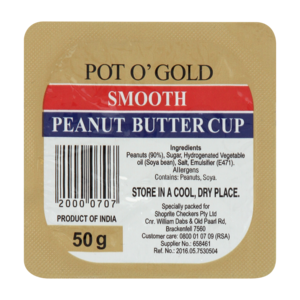 POT O' GOLD
SMOOTH
PEANUT BUTTER CUP
Ingredients
Peanuts (90%), Sugar, Hydrogenated Vegetable
oil (Soya bean), Salt, Emulsifier (E471).
Allergens
Contains: Peanuts, Soya.
2000 0707
STORE IN A COOL, DRY PLACE.
PRODUCT OF INDIA
50 g
Specially packed for
Shoprite Checkers Pty Ltd
Cnr. William Dabs & Old Paarl Rd,
Brackenfell 7560
Customer care: 0800 01 07 09 (RSA)
Supplier No.: 658461
Ref. No.: 2016.05.7530504